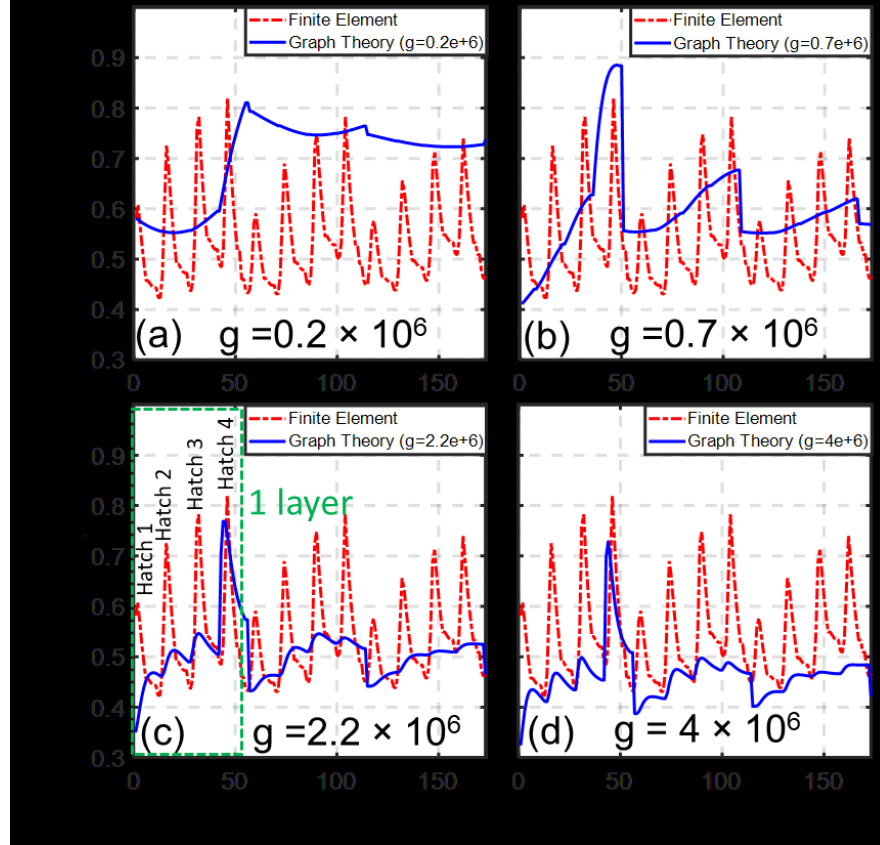 Finite Element
Graph Theory (g=0.2e+6)
0.9
0.8
0.7
0.6
0.5
0.4
0.3
(a) g =0.2 × 10⁶
0 50 100 150
Finite Element
Graph Theory (g=0.7e+6)
(b) g =0.7 × 10⁶
0 50 100 150
Finite Element
Graph Theory (g=2.2e+6)
0.9
0.8
0.7
0.6
0.5
0.4
0.3
Hatch 1
Hatch 2
Hatch 3
Hatch 4
1 layer
(c) g =2.2 × 10⁶
0 50 100 150
Finite Element
Graph Theory (g=4e+6)
(d) g = 4 × 10⁶
0 50 100 150